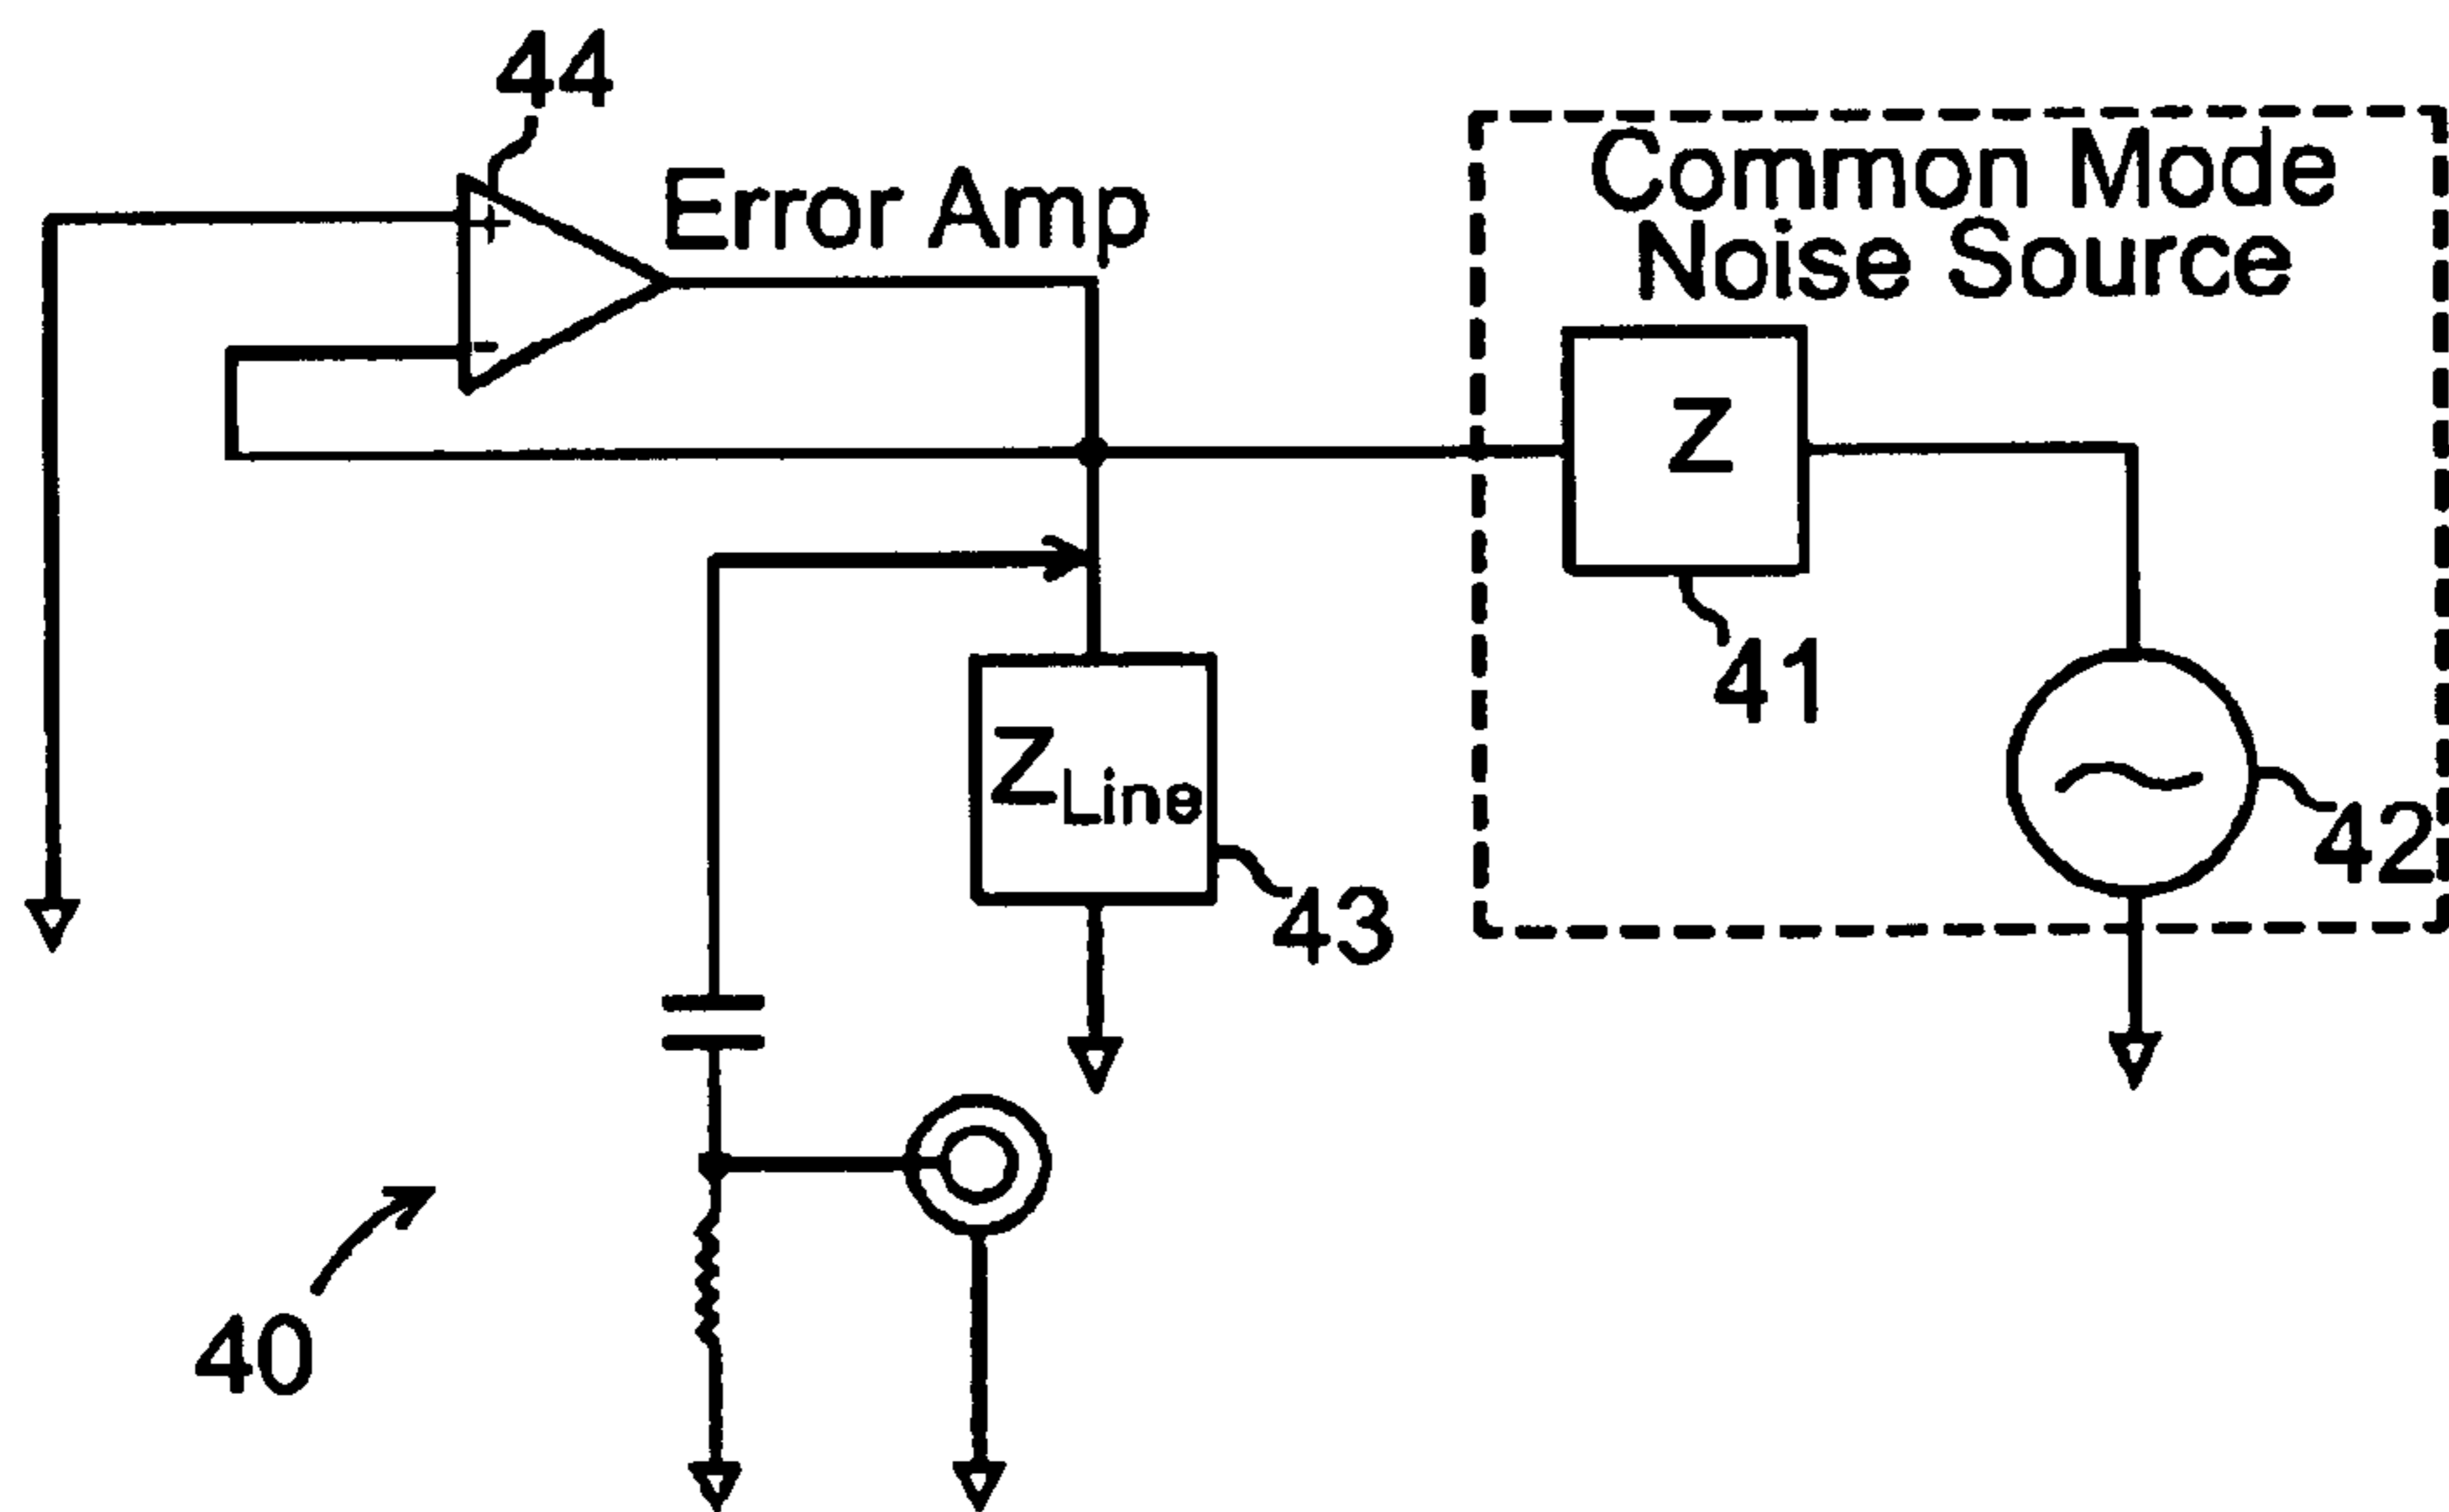 44
Error Amp
+
-
Common Mode
Noise Source
Z
41
42
ZLine
43
40